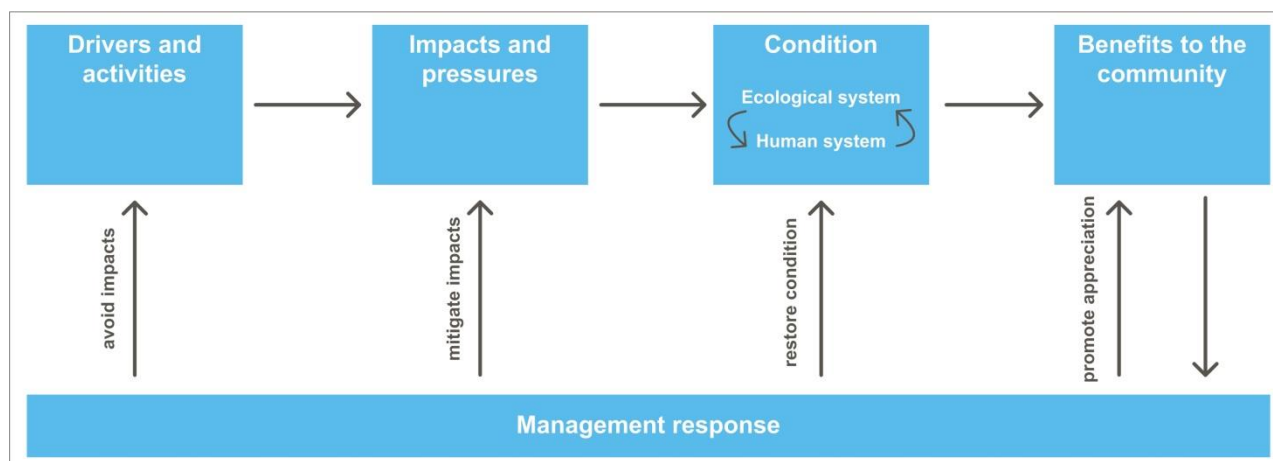 Drivers and
activities
Impacts and
pressures
Condition
Ecological system
Human system
Benefits to the
community
avoid impacts
mitigate impacts
restore condition
promote appreciation
Management response